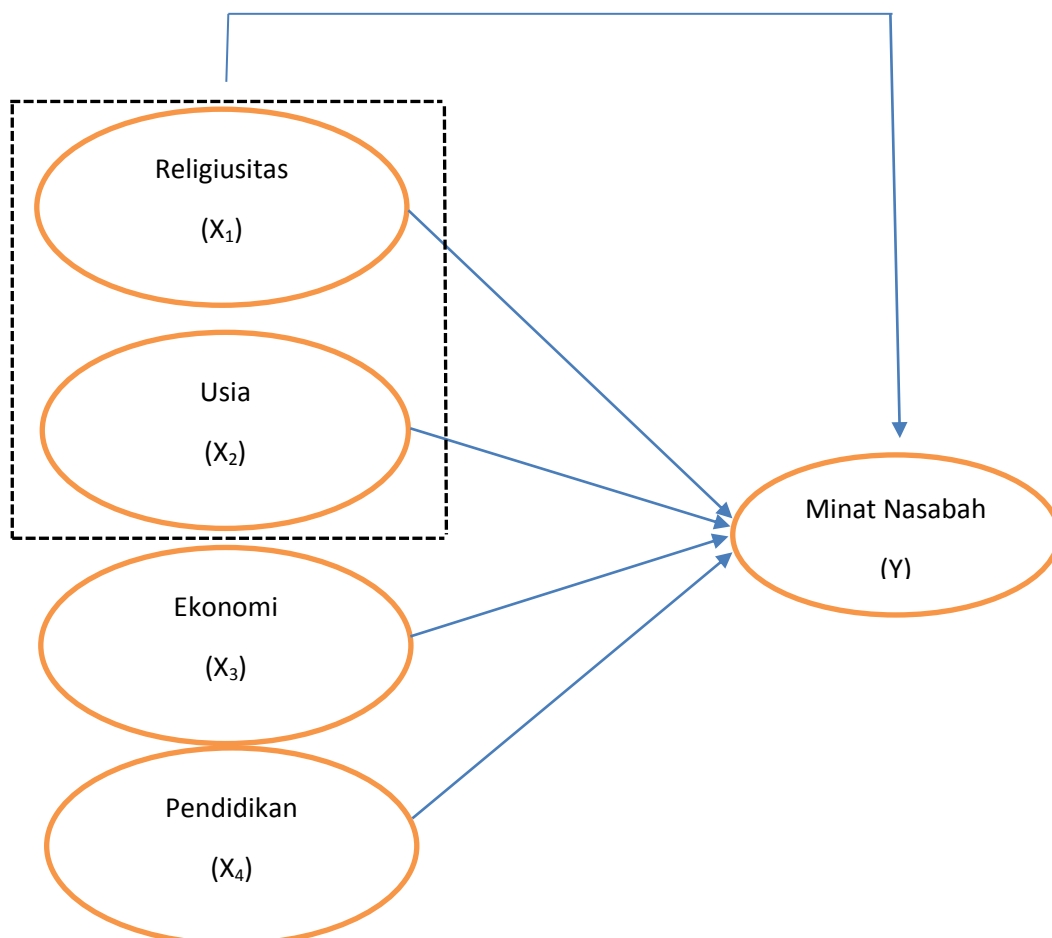 Religiusitas
(X₁)
Usia
(X₂)
Ekonomi
(X₃)
Pendidikan
(X₄)
Minat Nasabah
(Y)